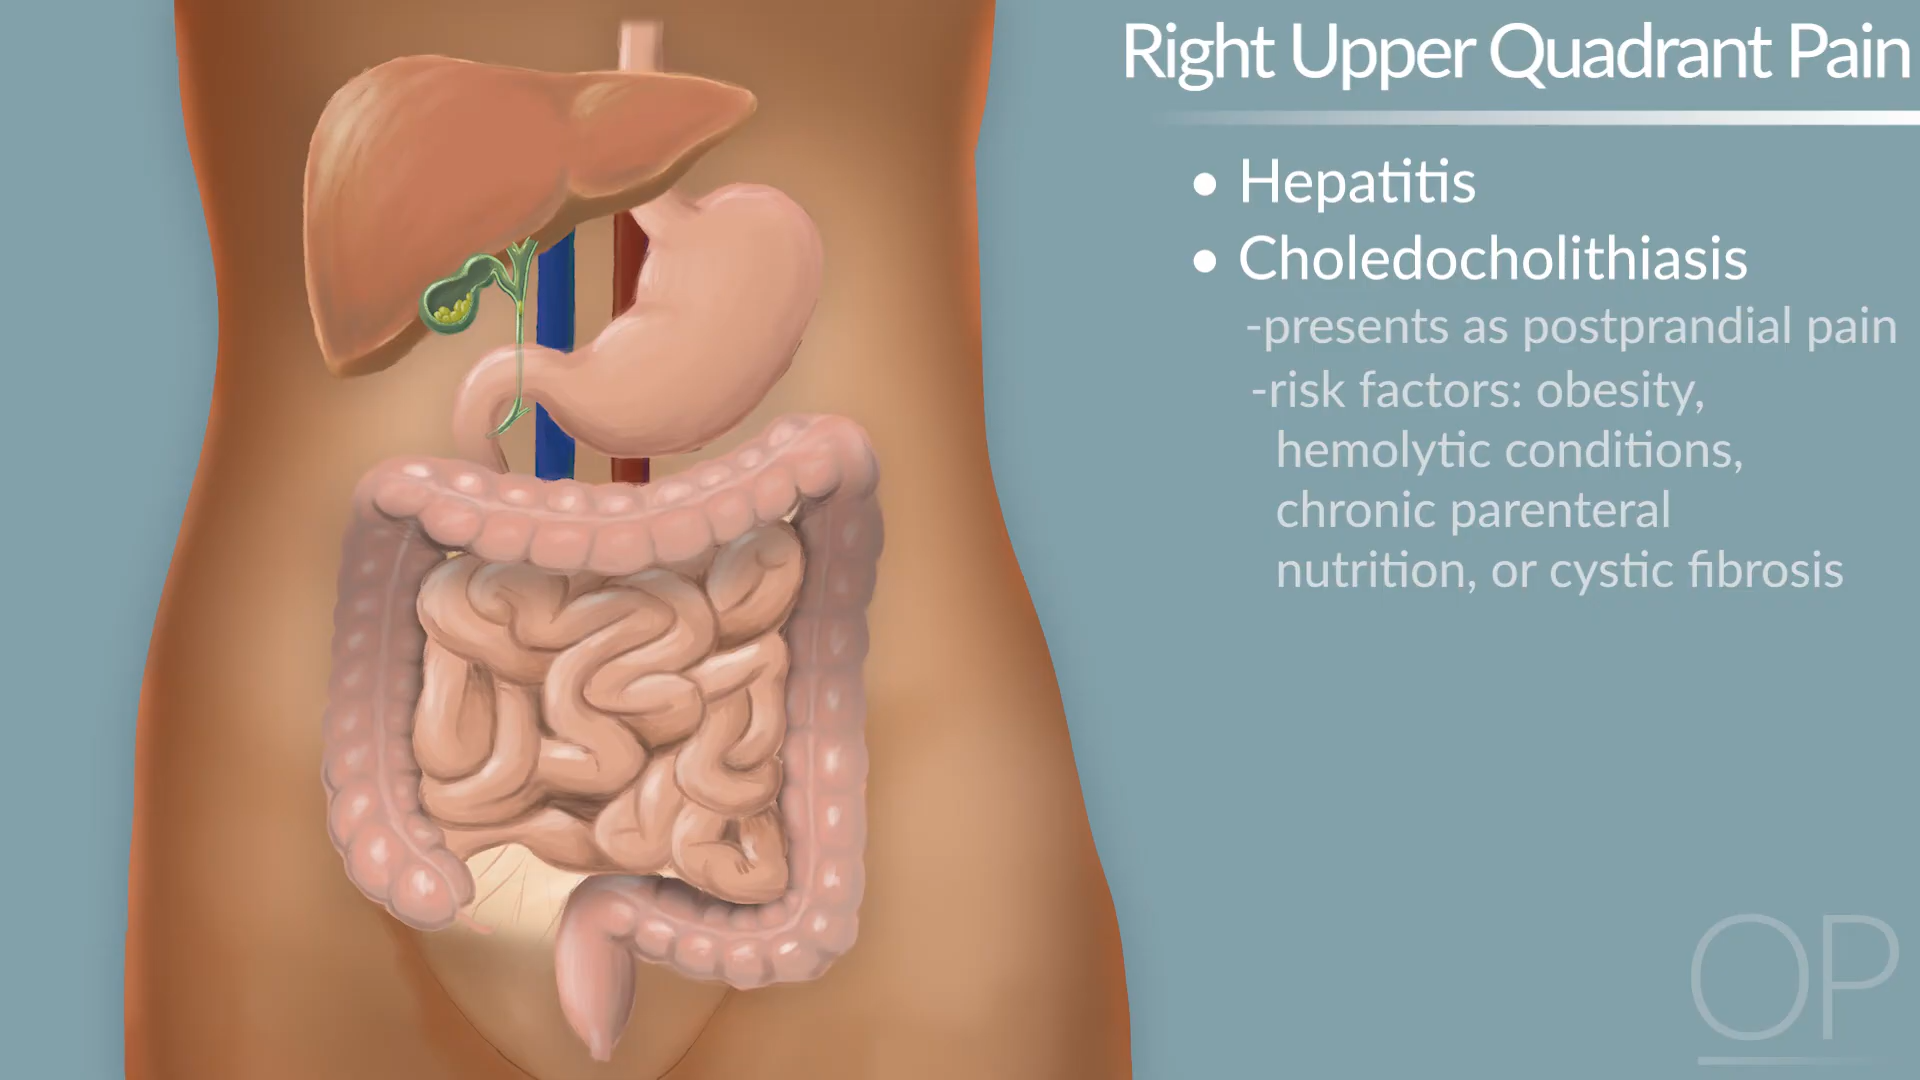 Right Upper Quadrant Pain
• Hepatitis
• Choledocholithiasis
-presents as postprandial pain
-risk factors: obesity,
hemolytic conditions,
chronic parenteral
nutrition, or cystic fibrosis
OP